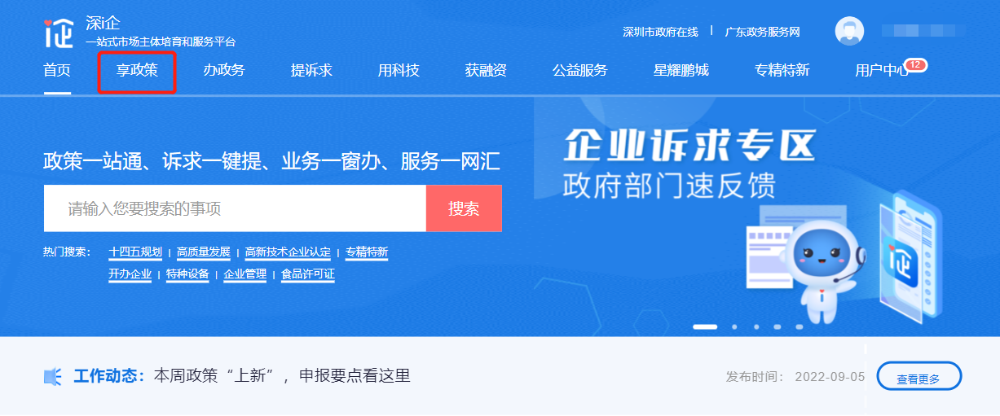 深i企
一站式市场主体培育和服务平台
深圳市政府在线 | 广东政务服务网
首页 享政策 办政务 提诉求 用科技 获融资 公益服务 星耀鹏城 专精特新 用户中心 12
政策一站通、诉求一键提、业务一窗办、服务一网汇
请输入您要搜索的事项 搜索
热门搜索： 十四五规划 | 高质量发展 | 高新技术企业认定 | 专精特新
开办企业 | 特种设备 | 企业管理 | 食品许可证
企业诉求专区
政府部门速反馈
工作动态：本周政策“上新”，申报要点看这里 发布时间： 2022-09-05 查看更多